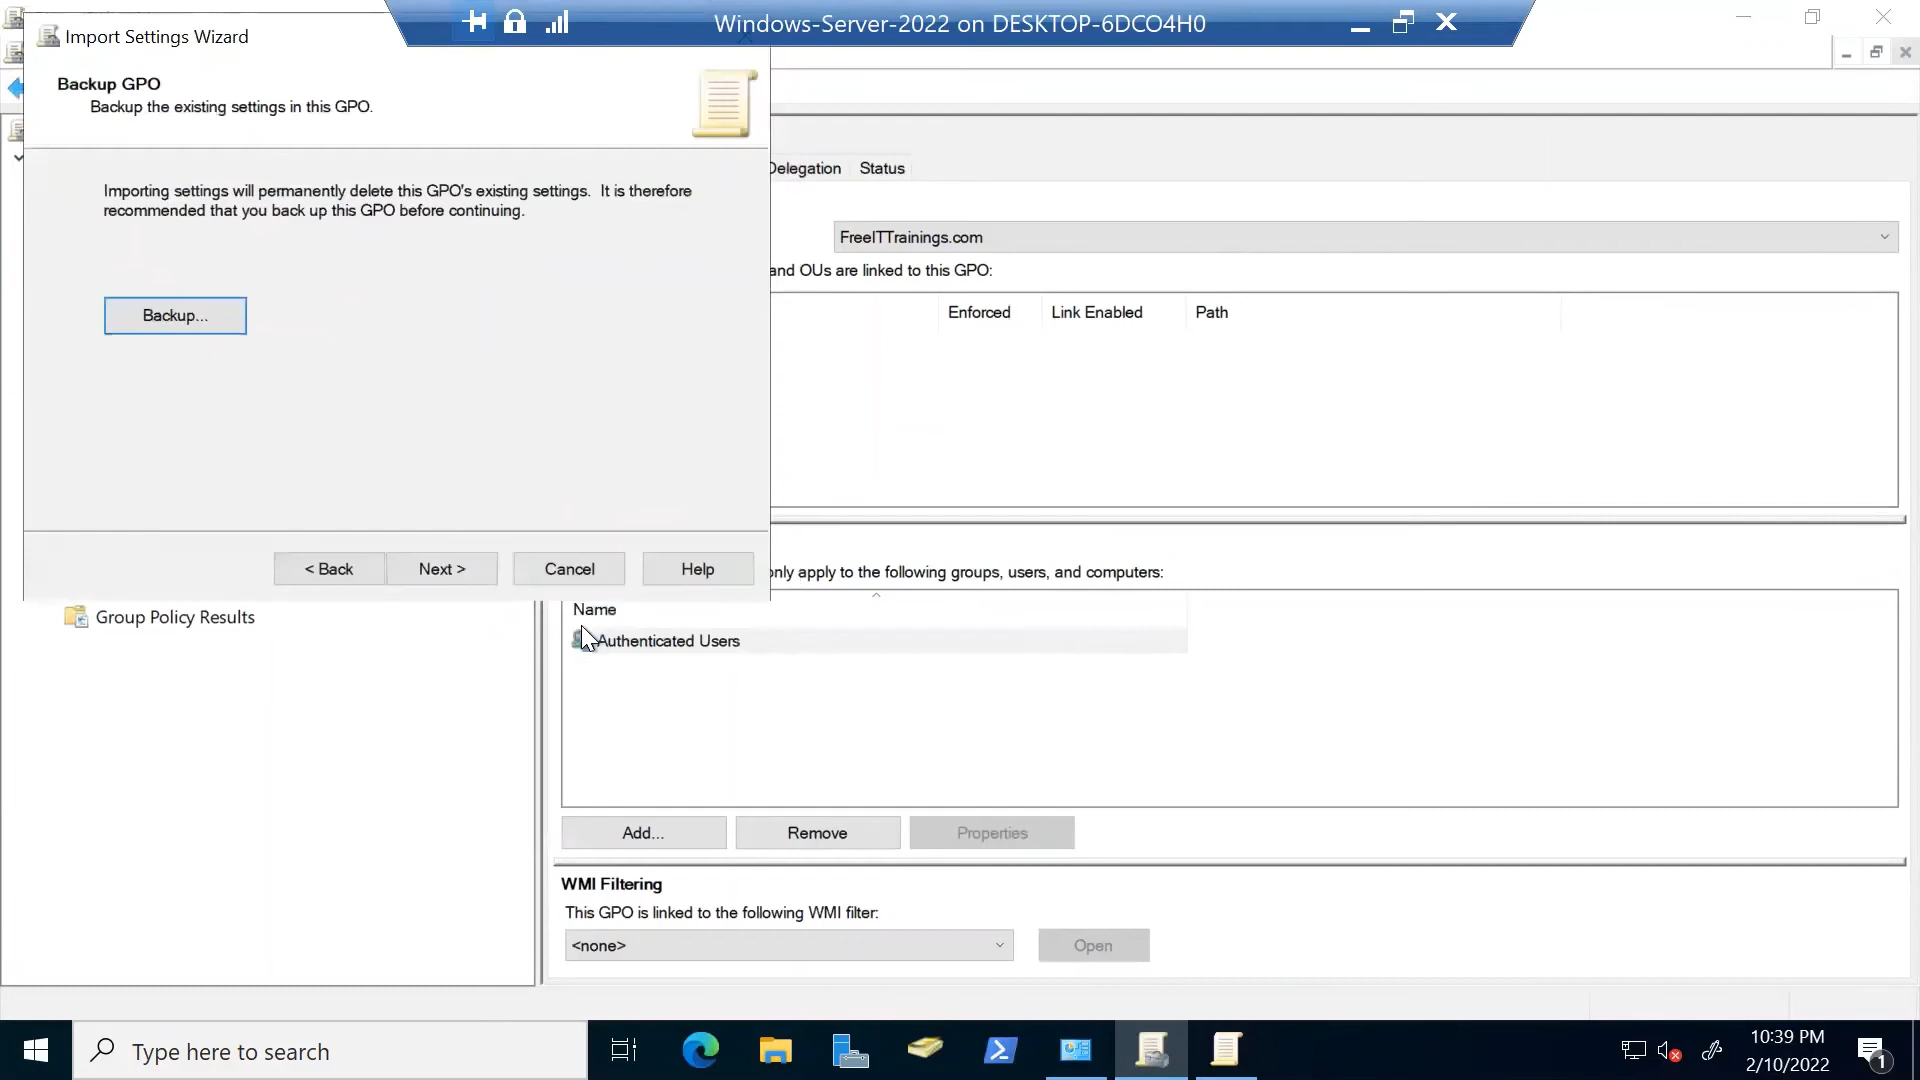 Windows-Server-2022 on DESKTOP-6DCO4H0
Import Settings Wizard
Backup GPO
Backup the existing settings in this GPO.
Importing settings will permanently delete this GPO's existing settings. It is therefore
recommended that you back up this GPO before continuing.
Backup...
< Back
Next >
Cancel
Help
Delegation
Status
FreeITTrainings.com
and OUs are linked to this GPO:
Enforced
Link Enabled
Path
only apply to the following groups, users, and computers:
Group Policy Results
Name
Authenticated Users
Add...
Remove
Properties
WMI Filtering
This GPO is linked to the following WMI filter:
<none>
Open
Type here to search
10:39 PM
2/10/2022
1